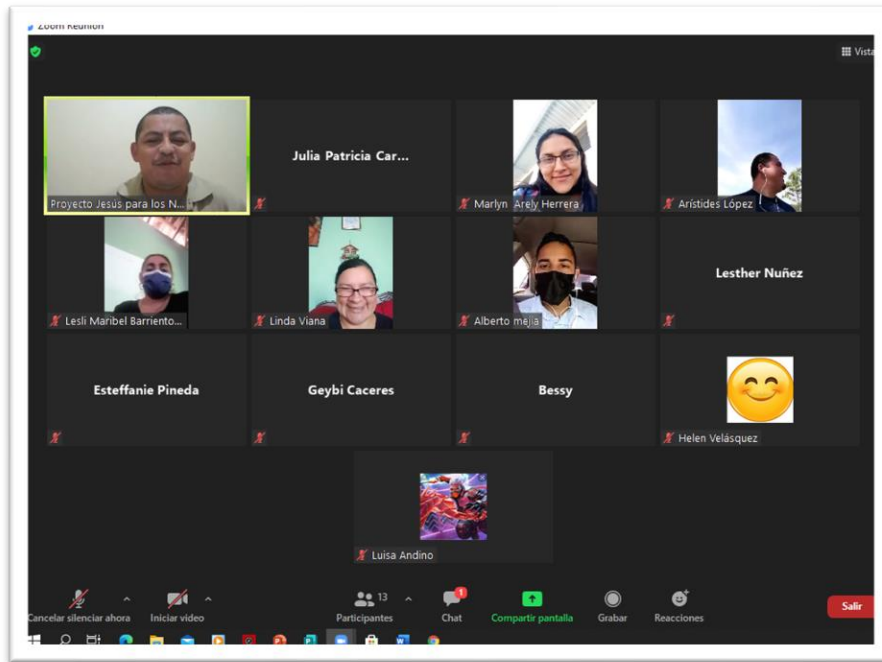 Zoom Reunión
Vista
Julia Patricia Car...
Proyecto Jesús para los N...
Marlyn Arely Herrera
Arístides López
Lesther Nuñez
Lesli Maribel Barriento...
Linda Viana
Alberto mejia
Esteffanie Pineda
Geybi Caceres
Bessy
Helen Velásquez
Luisa Andino
13
1
Cancelar silenciar ahora
Iniciar video
Participantes
Chat
Compartir pantalla
Grabar
Reacciones
Salir